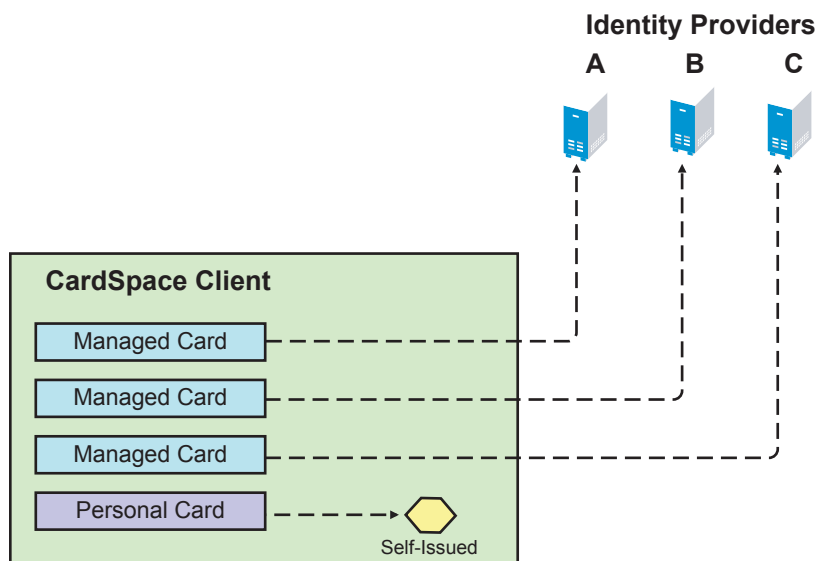 Identity Providers
A B C
CardSpace Client
Managed Card
Managed Card
Managed Card
Personal Card
Self-Issued